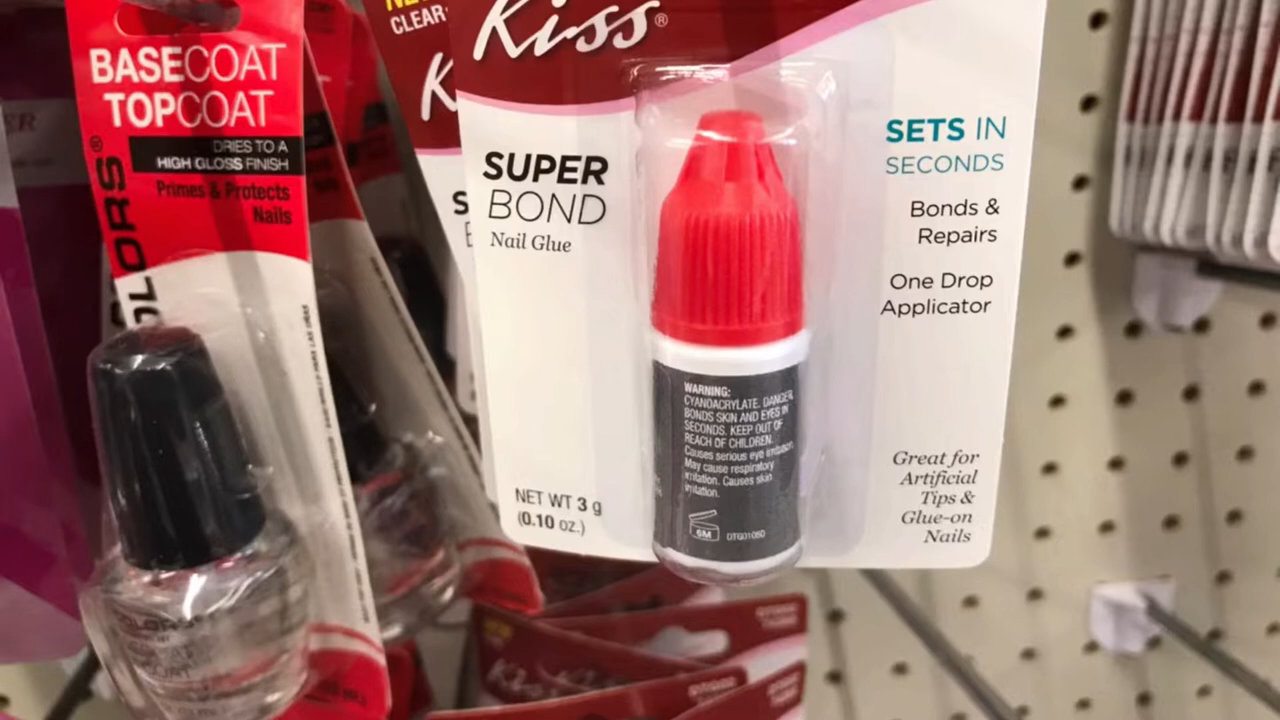 BASECOAT
TOPCOAT
DRIES TO A
HIGH GLOSS FINISH
Primes & Protects
Nails
CLEAR
Kiss®
SUPER
BOND
Nail Glue
SETS IN
SECONDS
Bonds &
Repairs
One Drop
Applicator
WARNING:
CYANOACRYLATE. DANGER,
BONDS SKIN AND EYES IN
SECONDS. KEEP OUT OF
REACH OF CHILDREN.
Causes serious eye irritation.
May cause respiratory
irritation. Causes skin
irritation.
6M
NET WT 3 g
(0.10 oz.)
Great for
Artificial
Tips &
Glue-on
Nails
COLORS
Kiss